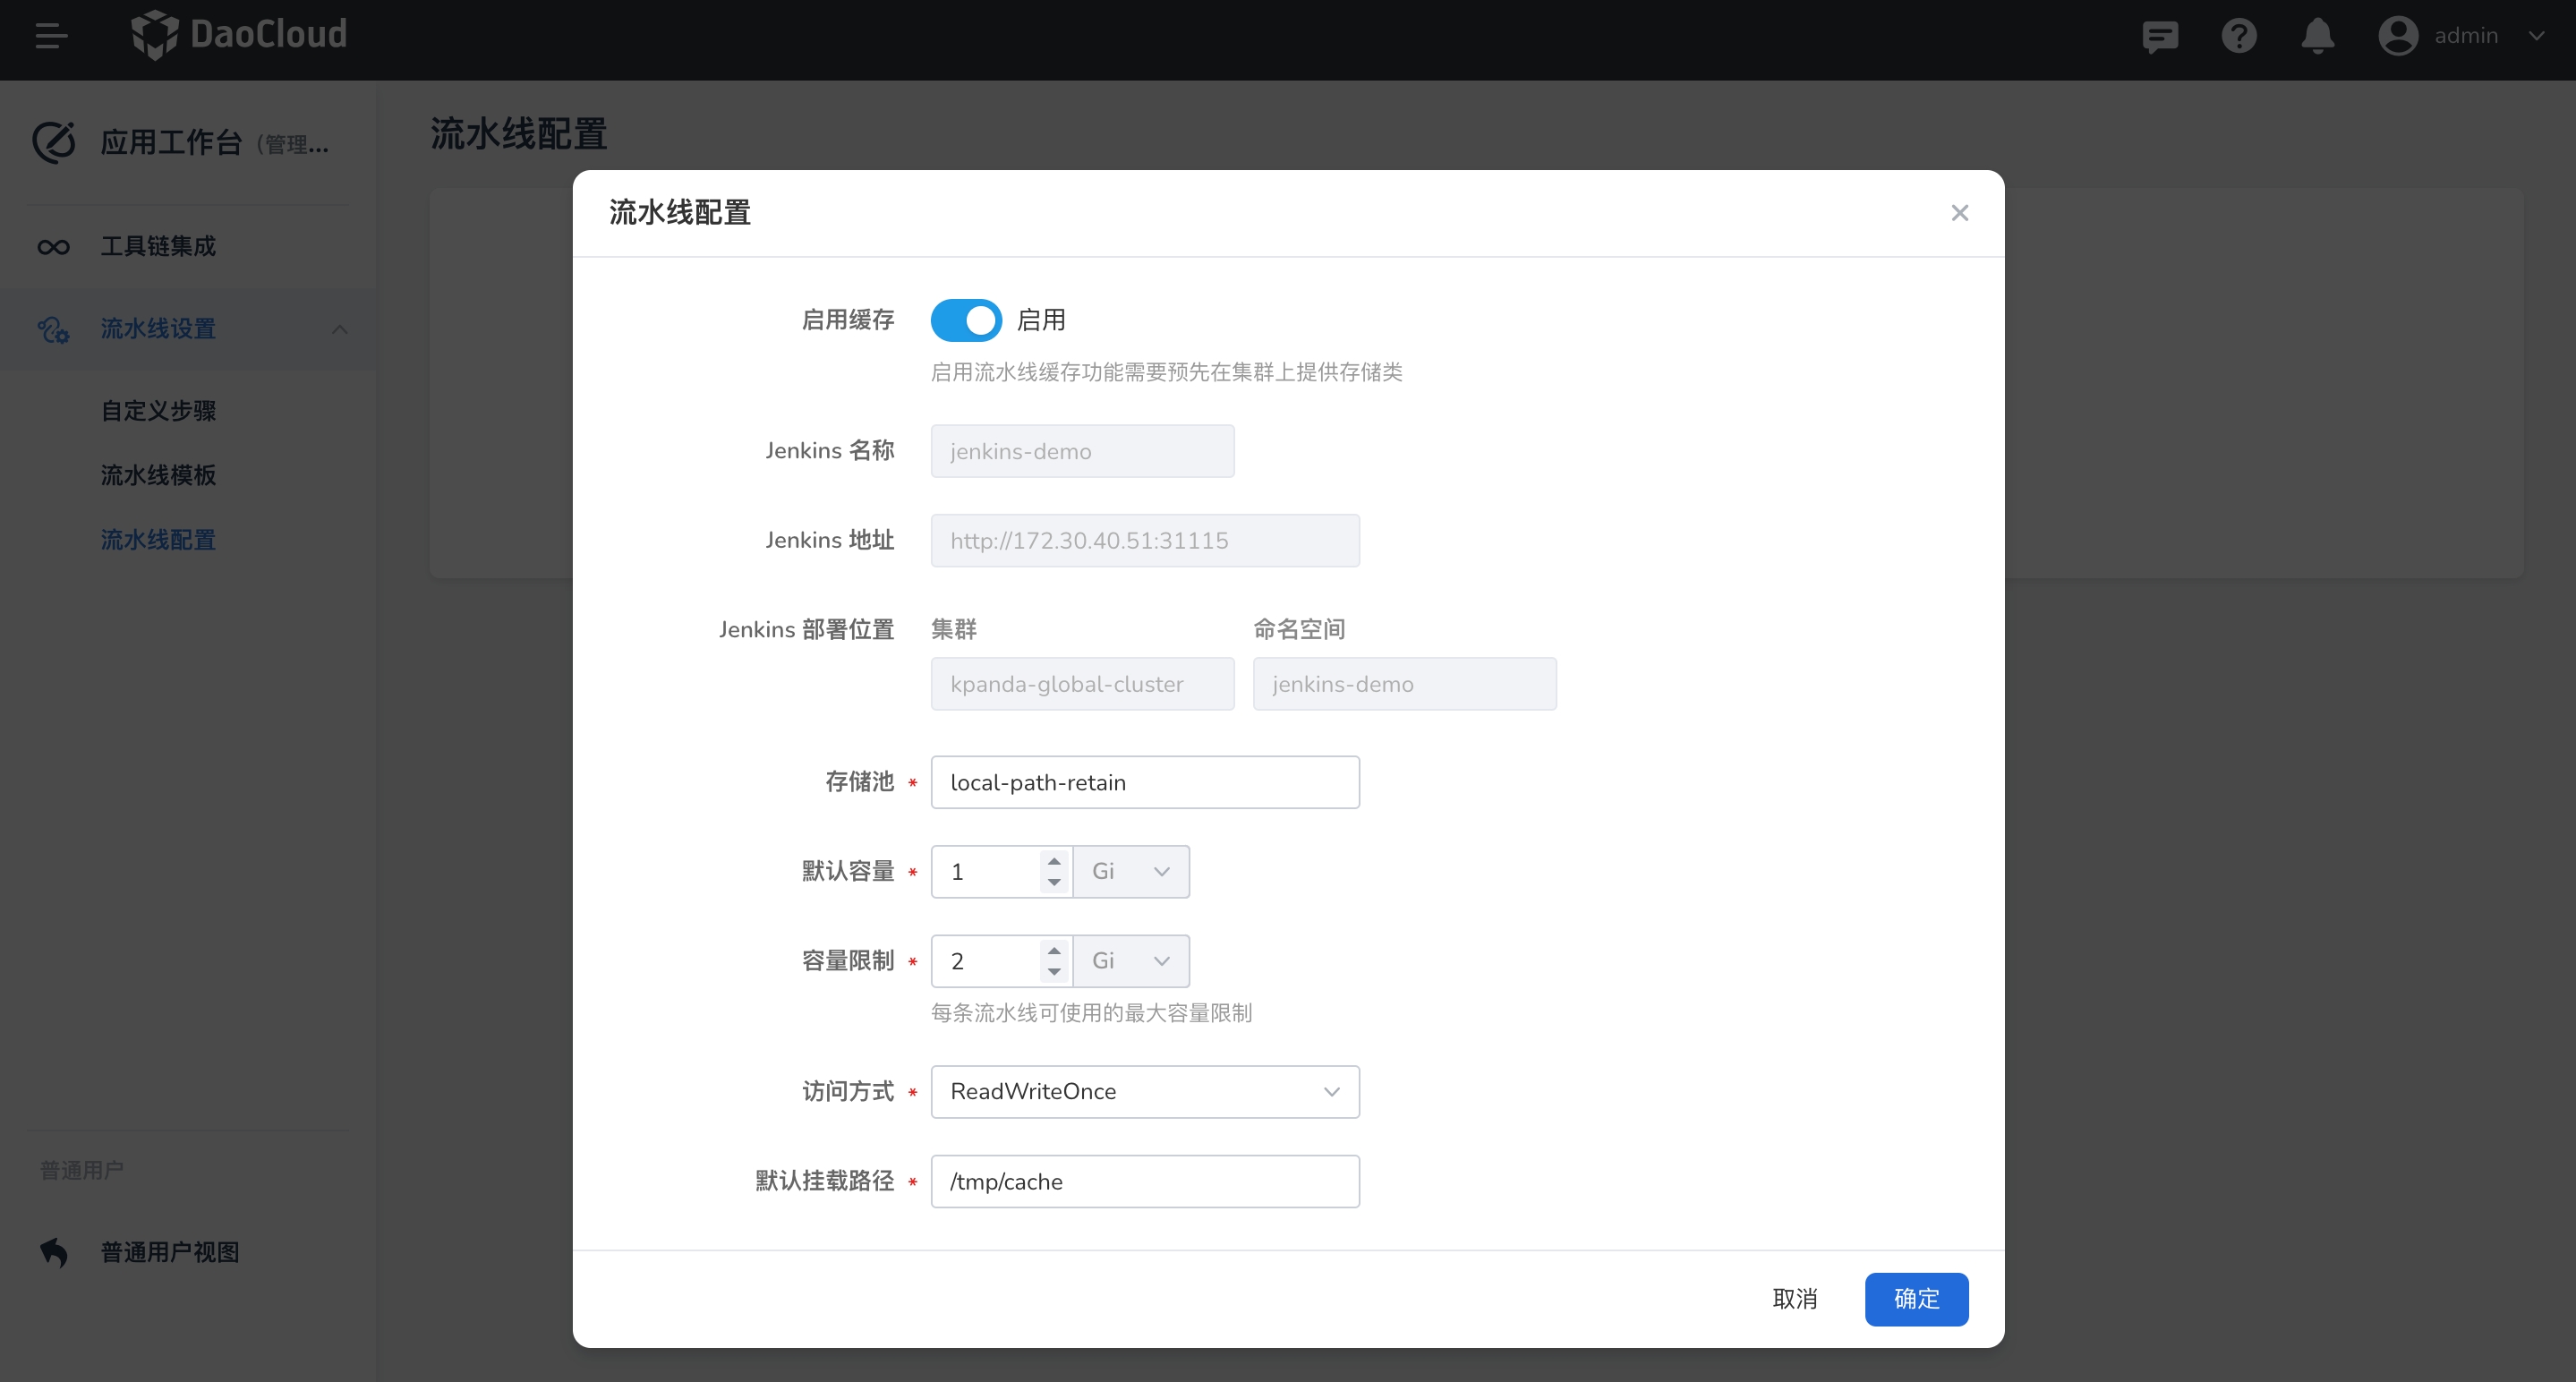 DaoCloud
admin
应用工作台（管理...
工具链集成
流水线设置
自定义步骤
流水线模板
流水线配置
普通用户
普通用户视图
流水线配置
流水线配置
启用缓存 启用
启用流水线缓存功能需要预先在集群上提供存储类
Jenkins 名称 jenkins-demo
Jenkins 地址 http://172.30.40.51:31115
Jenkins 部署位置 集群 命名空间
kpanda-global-cluster jenkins-demo
存储池 * local-path-retain
默认容量 * 1 Gi
容量限制 * 2 Gi
每条流水线可使用的最大容量限制
访问方式 * ReadWriteOnce
默认挂载路径 * /tmp/cache
取消 确定